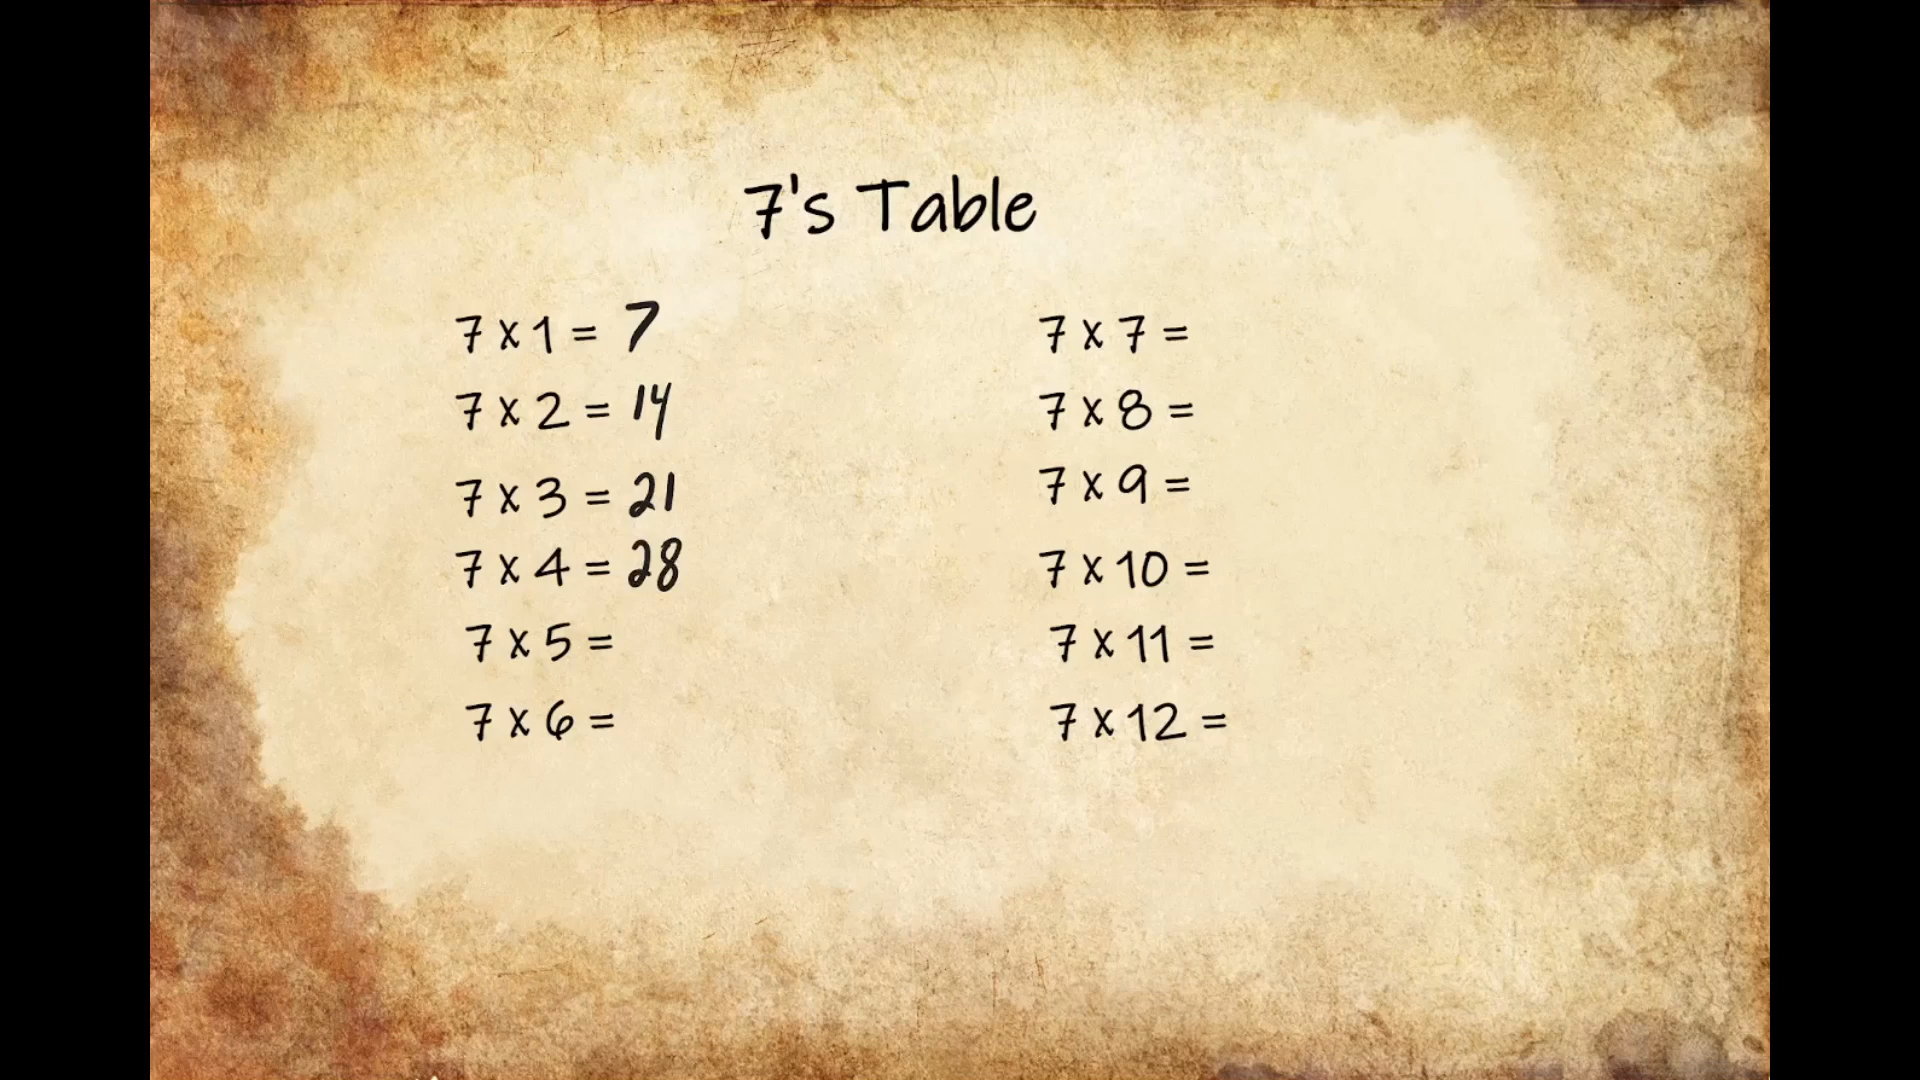 7's Table
7 x 1 = 7
7 x 2 = 14
7 x 3 = 21
7 x 4 = 28
7 x 5 =
7 x 6 =
7 x 7 =
7 x 8 =
7 x 9 =
7 x 10 =
7 x 11 =
7 x 12 =